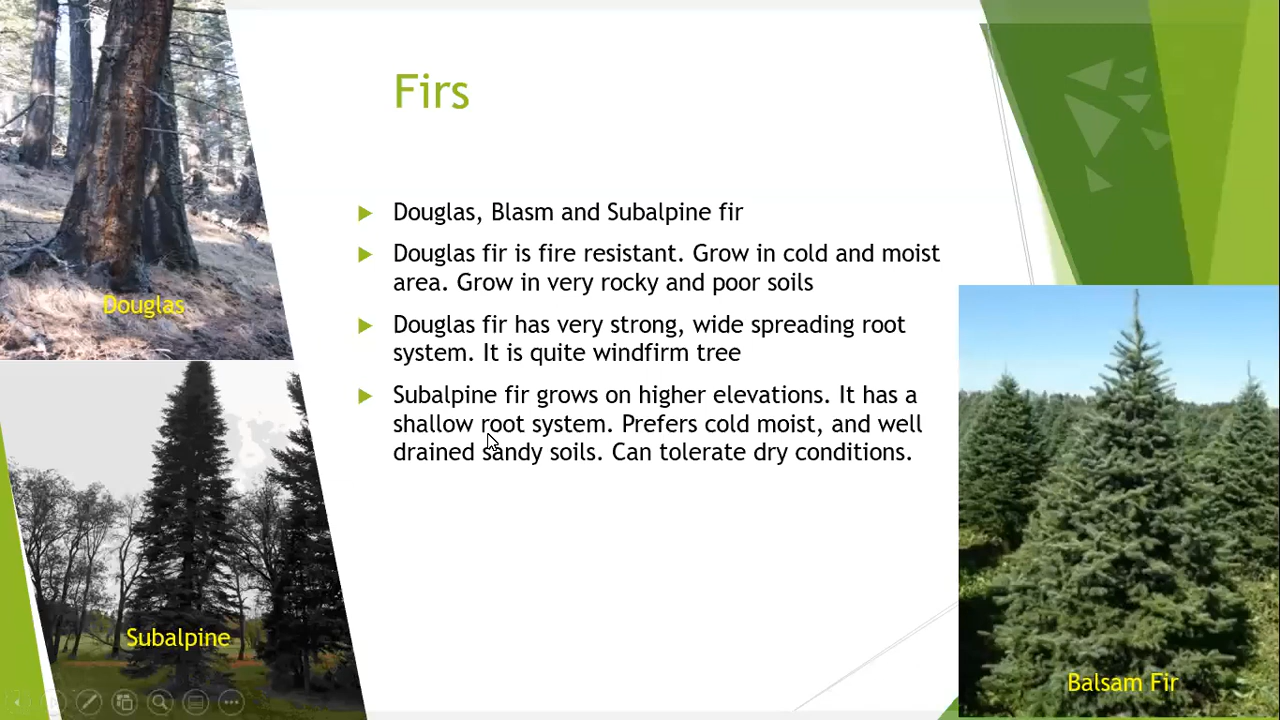 Firs
Douglas, Blasm and Subalpine fir
Douglas fir is fire resistant. Grow in cold and moist
area. Grow in very rocky and poor soils
Douglas fir has very strong, wide spreading root
system. It is quite windfirm tree
Subalpine fir grows on higher elevations. It has a
shallow root system. Prefers cold moist, and well
drained sandy soils. Can tolerate dry conditions.
Douglas
Subalpine
Balsam Fir